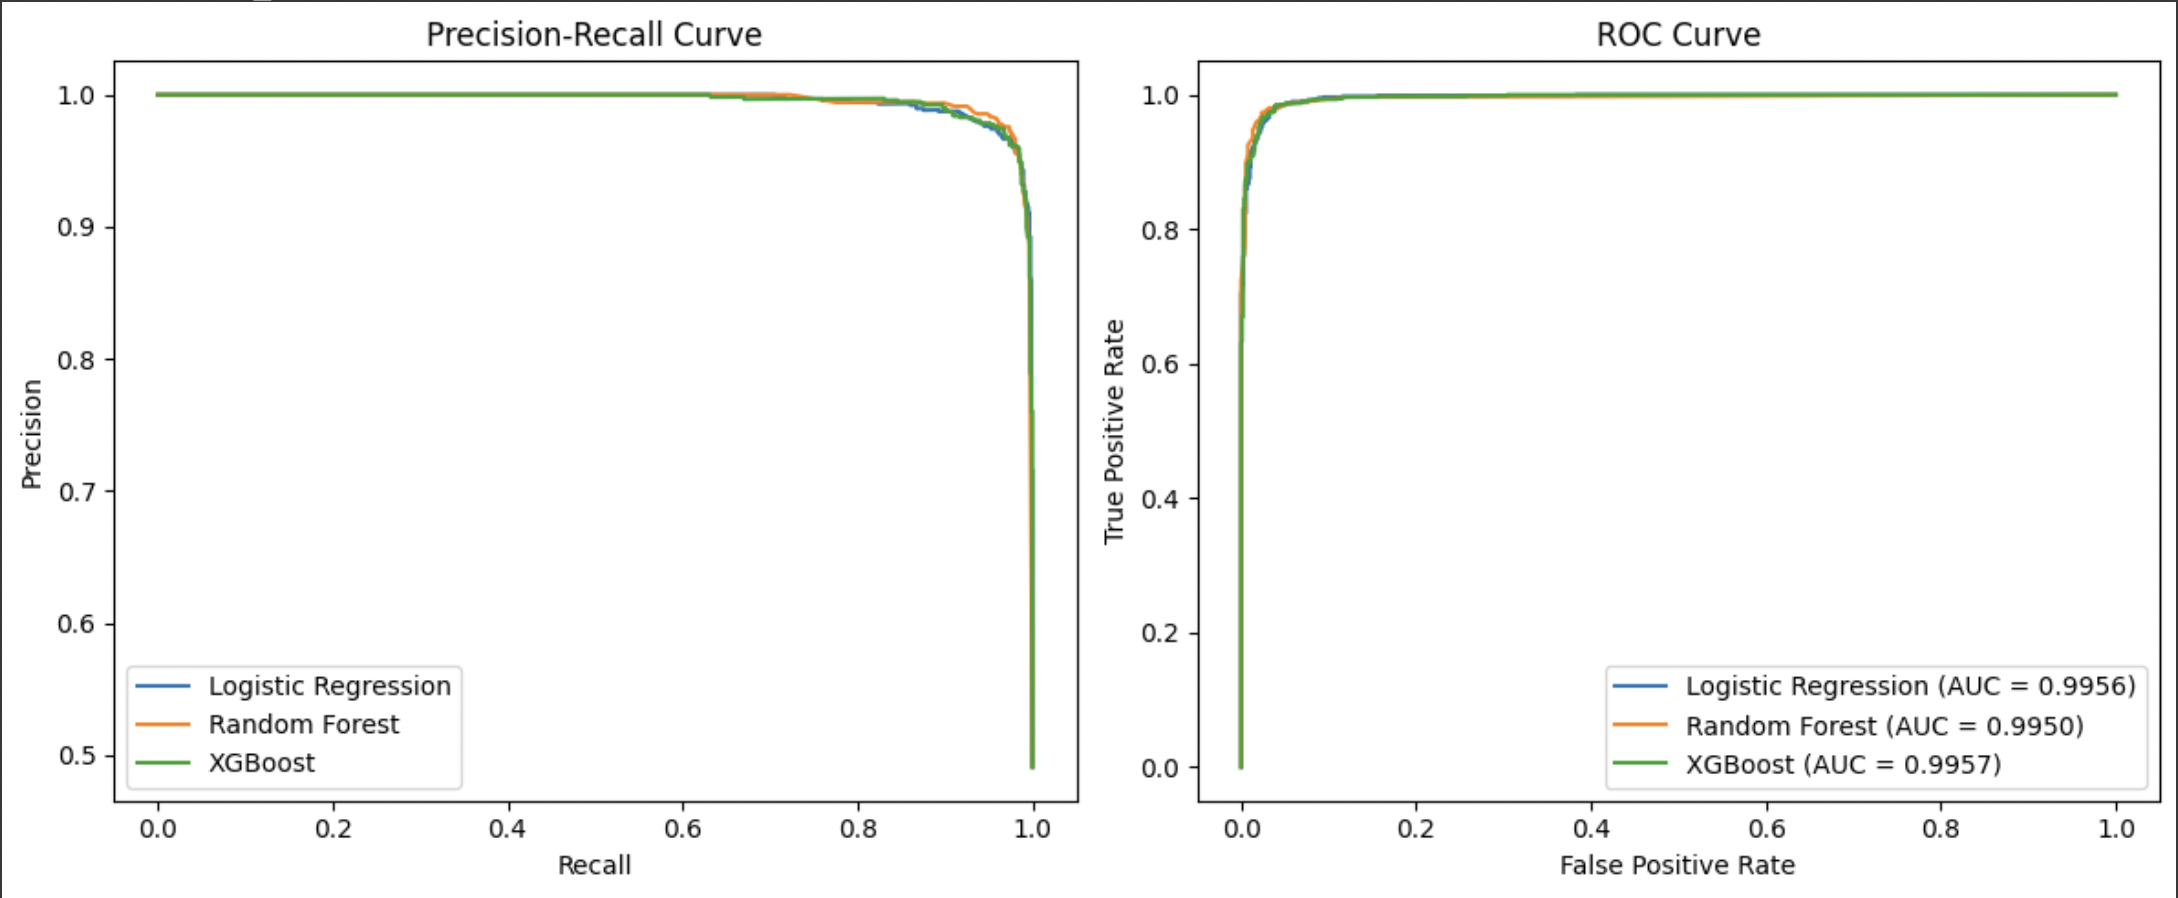 Precision-Recall Curve
1.0
0.9
0.8
0.7
0.6
0.5
Precision
Logistic Regression
Random Forest
XGBoost
0.0 0.2 0.4 0.6 0.8 1.0
Recall
ROC Curve
1.0
0.8
0.6
0.4
0.2
0.0
True Positive Rate
Logistic Regression (AUC = 0.9956)
Random Forest (AUC = 0.9950)
XGBoost (AUC = 0.9957)
0.0 0.2 0.4 0.6 0.8 1.0
False Positive Rate